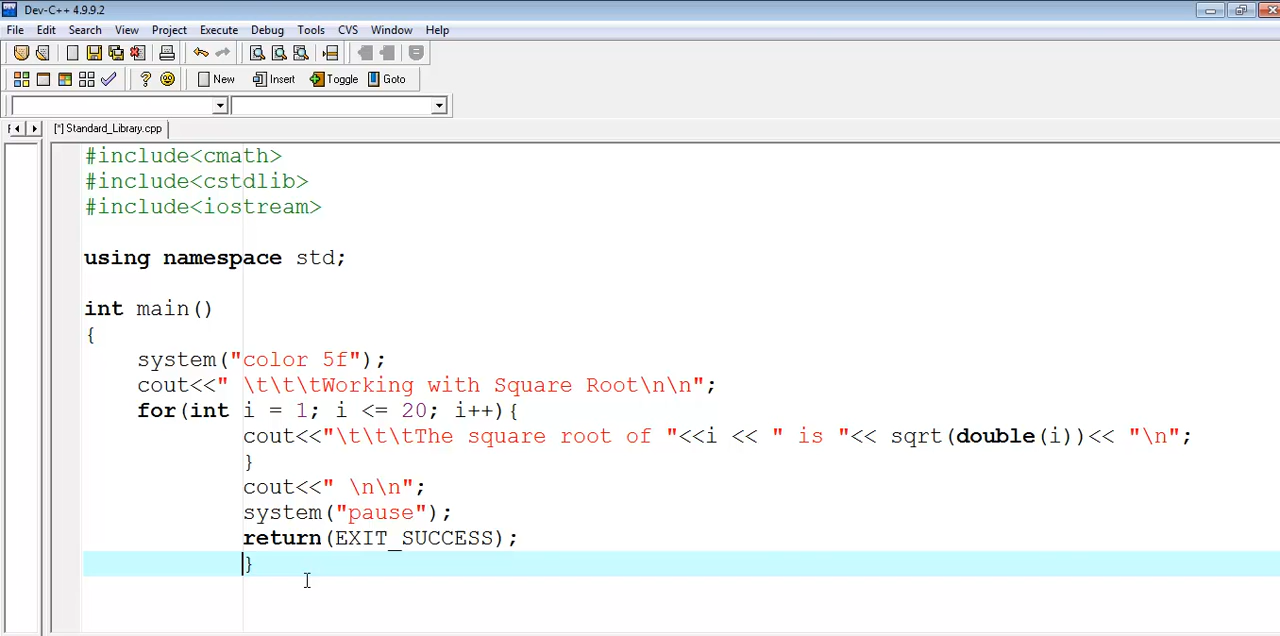 Dev-C++ 4.9.9.2
File Edit Search View Project Execute Debug Tools CVS Window Help
New Insert Toggle Goto
[*] Standard_Library.cpp
#include<cmath>
#include<cstdlib>
#include<iostream>
using namespace std;
int main()
{
system("color 5f");
cout<<" \t\t\tWorking with Square Root\n\n";
for(int i = 1; i <= 20; i++){
cout<<"\t\t\tThe square root of "<<i << " is "<< sqrt(double(i))<< "\n";
}
cout<<" \n\n";
system("pause");
return(EXIT_SUCCESS);
}